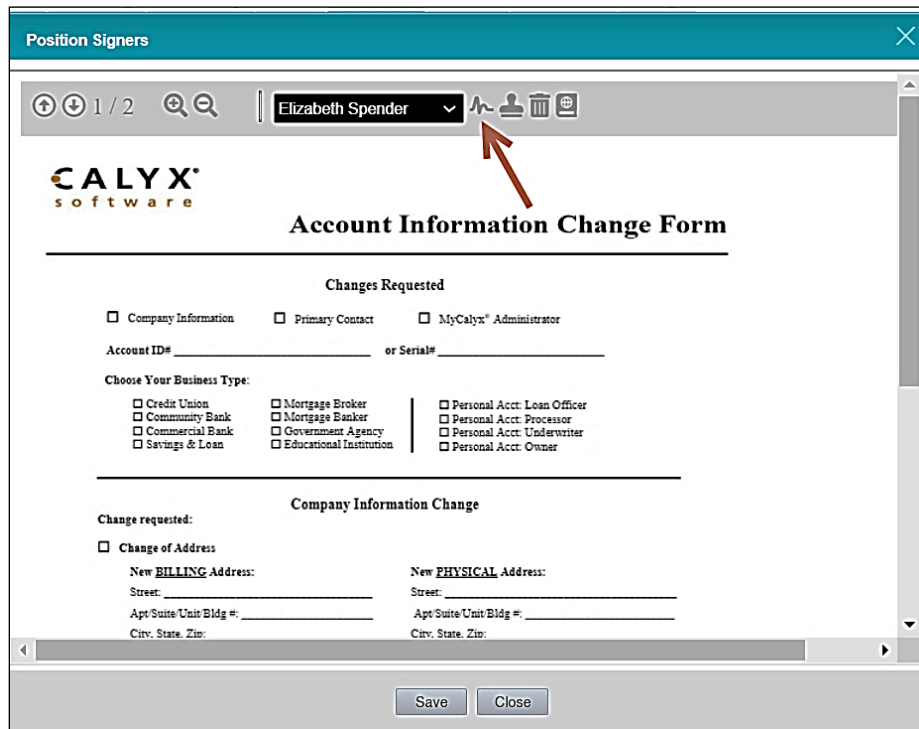 Position Signers
1 / 2
Elizabeth Spender
CALYX®
software
Account Information Change Form
Changes Requested
Company Information Primary Contact MyCalyx® Administrator
Account ID# or Serial#
Choose Your Business Type:
Credit Union Mortgage Broker Personal Acct: Loan Officer
Community Bank Mortgage Banker Personal Acct: Processor
Commercial Bank Government Agency Personal Acct: Underwriter
Savings & Loan Educational Institution Personal Acct: Owner
Company Information Change
Change requested:
Change of Address
New BILLING Address: New PHYSICAL Address:
Street: Street:
Apt/Suite/Unit/Bldg #: Apt/Suite/Unit/Bldg #:
City, State, Zip: City, State, Zip:
Save Close